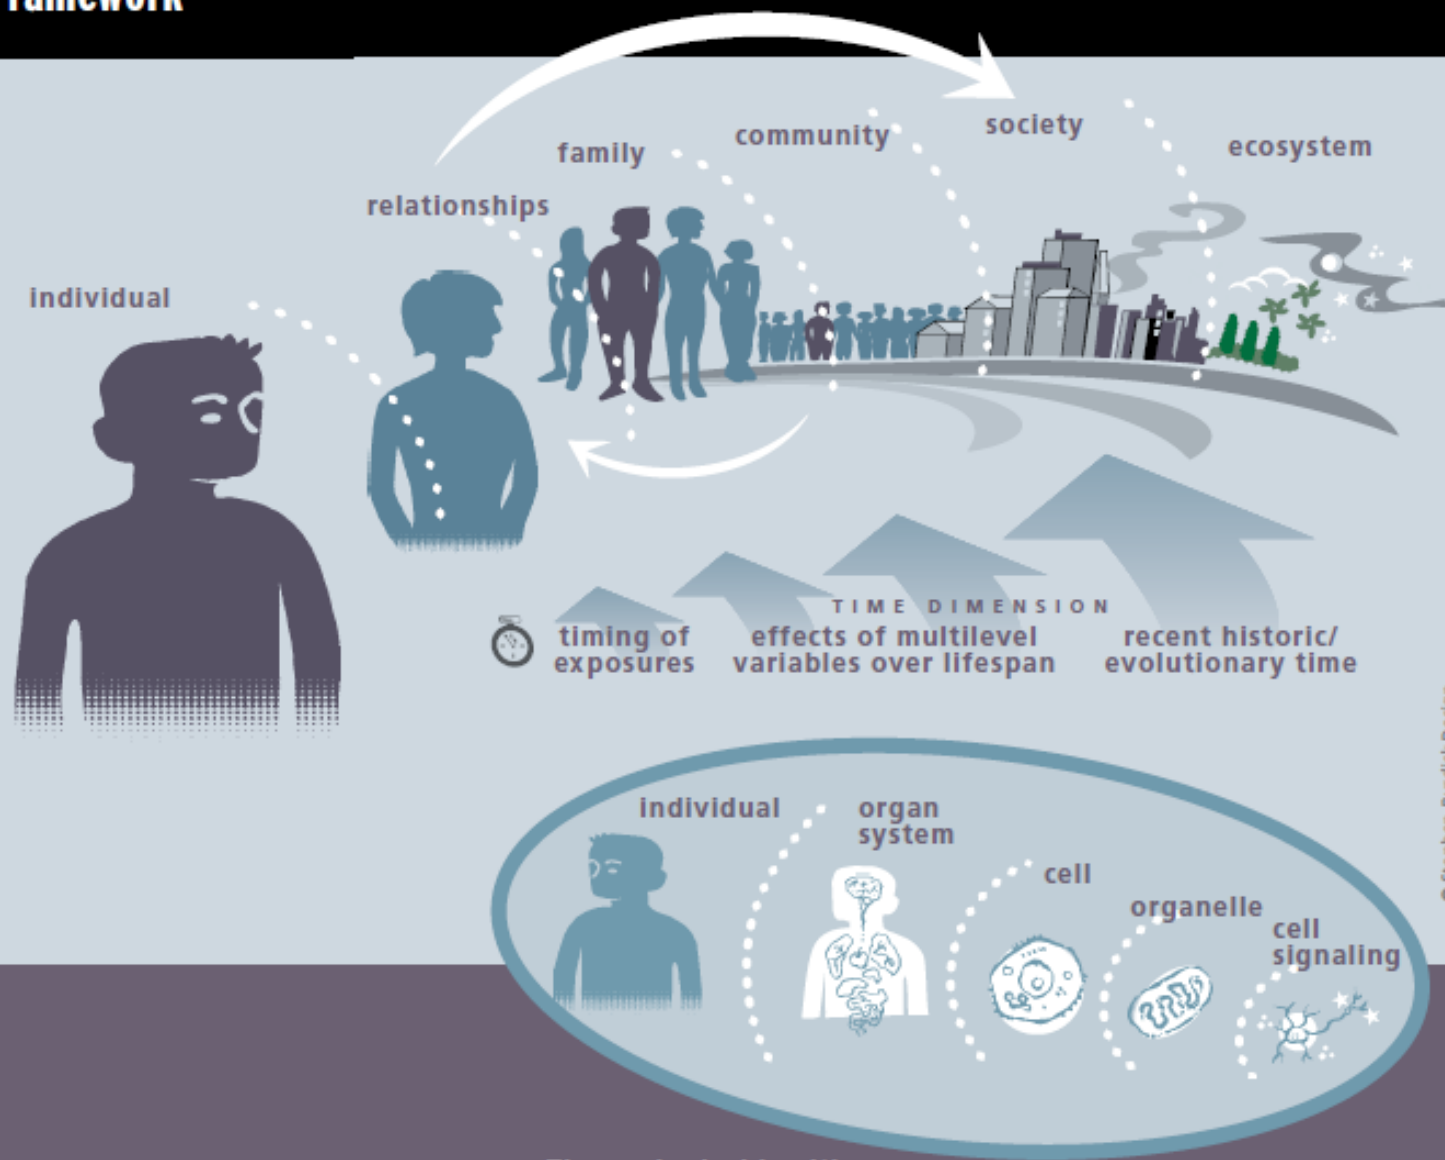 individual
relationships
family
community
society
ecosystem
TIME DIMENSION
timing of
exposures
effects of multilevel
variables over lifespan
recent historic/
evolutionary time
individual
organ
system
cell
organelle
cell
signaling